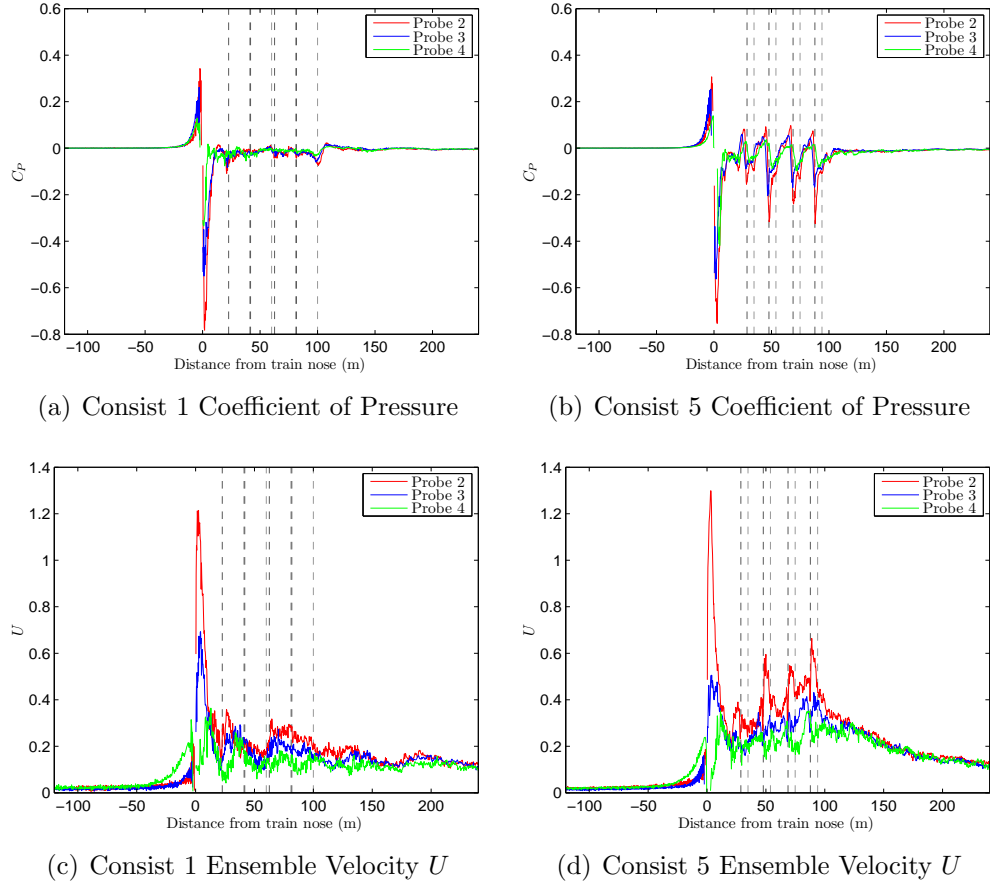 0.6
0.4
0.2
0
−0.2
−0.4
−0.6
−0.8
C_P
−100 −50 0 50 100 150 200
Distance from train nose (m)
Probe 2
Probe 3
Probe 4
(a) Consist 1 Coefficient of Pressure
0.6
0.4
0.2
0
−0.2
−0.4
−0.6
−0.8
C_P
−100 −50 0 50 100 150 200
Distance from train nose (m)
Probe 2
Probe 3
Probe 4
(b) Consist 5 Coefficient of Pressure
1.4
1.2
1
0.8
0.6
0.4
0.2
0
U
−100 −50 0 50 100 150 200
Distance from train nose (m)
Probe 2
Probe 3
Probe 4
(c) Consist 1 Ensemble Velocity U
1.4
1.2
1
0.8
0.6
0.4
0.2
0
U
−100 −50 0 50 100 150 200
Distance from train nose (m)
Probe 2
Probe 3
Probe 4
(d) Consist 5 Ensemble Velocity U